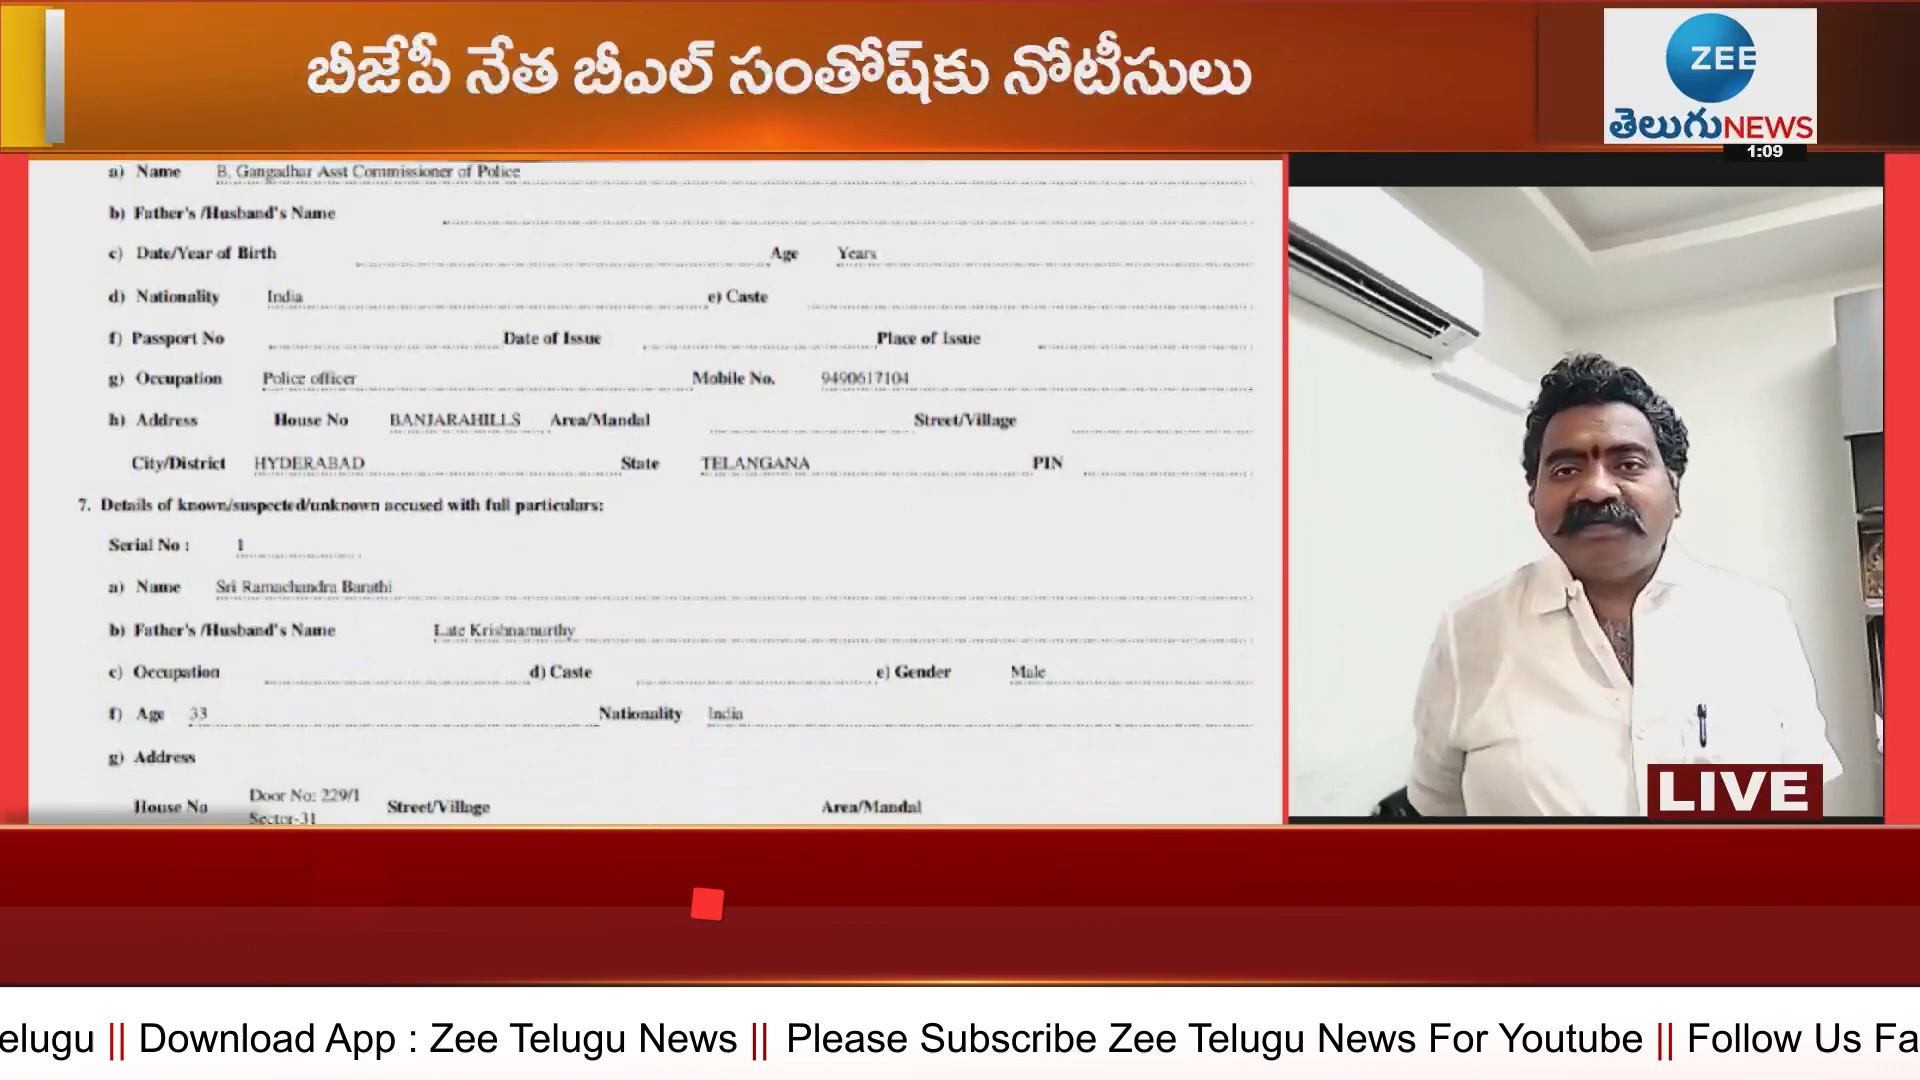 బీజేపీ నేత బీఎల్ సంతోష్‌కు నోటీసులు
ZEE
తెలుగుNEWS
1:09
a) Name B. Gangadhar Asst Commissioner of Police
b) Father's /Husband's Name
c) Date/Year of Birth Age Years
d) Nationality India e) Caste
f) Passport No Date of Issue Place of Issue
g) Occupation Police officer Mobile No. 9490617104
h) Address House No BANJARAHILLS Area/Mandal Street/Village
City/District HYDERABAD State TELANGANA PIN
7. Details of known/suspected/unknown accused with full particulars:
Serial No : 1
a) Name Sri Ramachandra Barathi
b) Father's /Husband's Name Late Krishnamurthy
c) Occupation d) Caste e) Gender Male
f) Age 33 Nationality India
g) Address
House No Door No: 229/1 Street/Village Area/Mandal
Sector-31
LIVE
elugu || Download App : Zee Telugu News || Please Subscribe Zee Telugu News For Youtube || Follow Us Fa